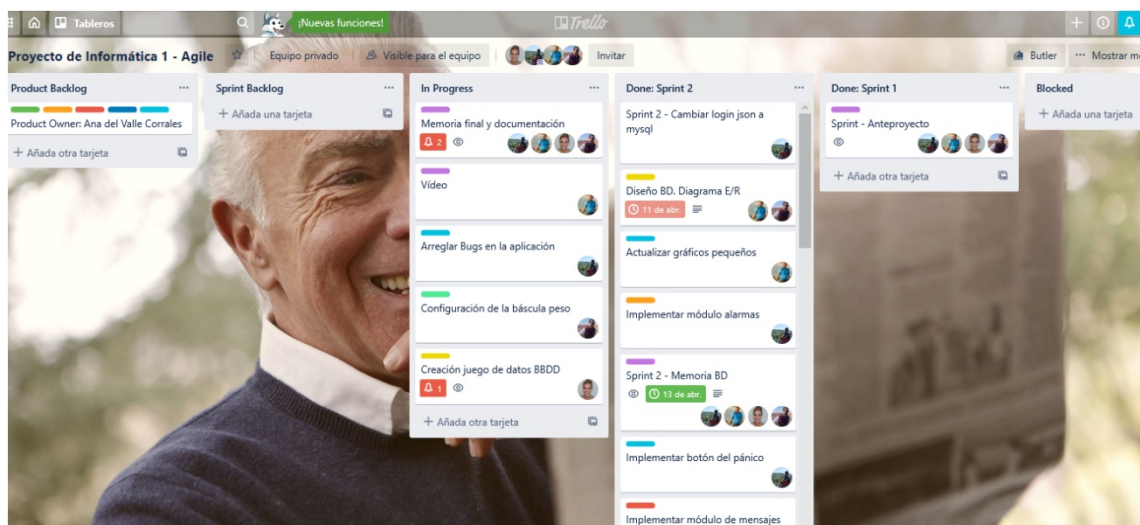 Tableros
¡Nuevas funciones!
Trello
Proyecto de Informática 1 - Agile
Equipo privado
Visible para el equipo
Invitar
Butler
Mostrar me
Product Backlog
Product Owner: Ana del Valle Corrales
+ Añada otra tarjeta
Sprint Backlog
+ Añada una tarjeta
In Progress
Memoria final y documentación
2
Vídeo
Arreglar Bugs en la aplicación
Configuración de la báscula peso
Creación juego de datos BBDD
1
+ Añada otra tarjeta
Done: Sprint 2
Sprint 2 - Cambiar login json a
mysql
Diseño BD. Diagrama E/R
11 de abr.
Actualizar gráficos pequeños
Implementar módulo alarmas
Sprint 2 - Memoria BD
13 de abr.
Implementar botón del pánico
Implementar módulo de mensajes
Done: Sprint 1
Sprint - Anteproyecto
+ Añada otra tarjeta
Blocked
+ Añada una tarjeta